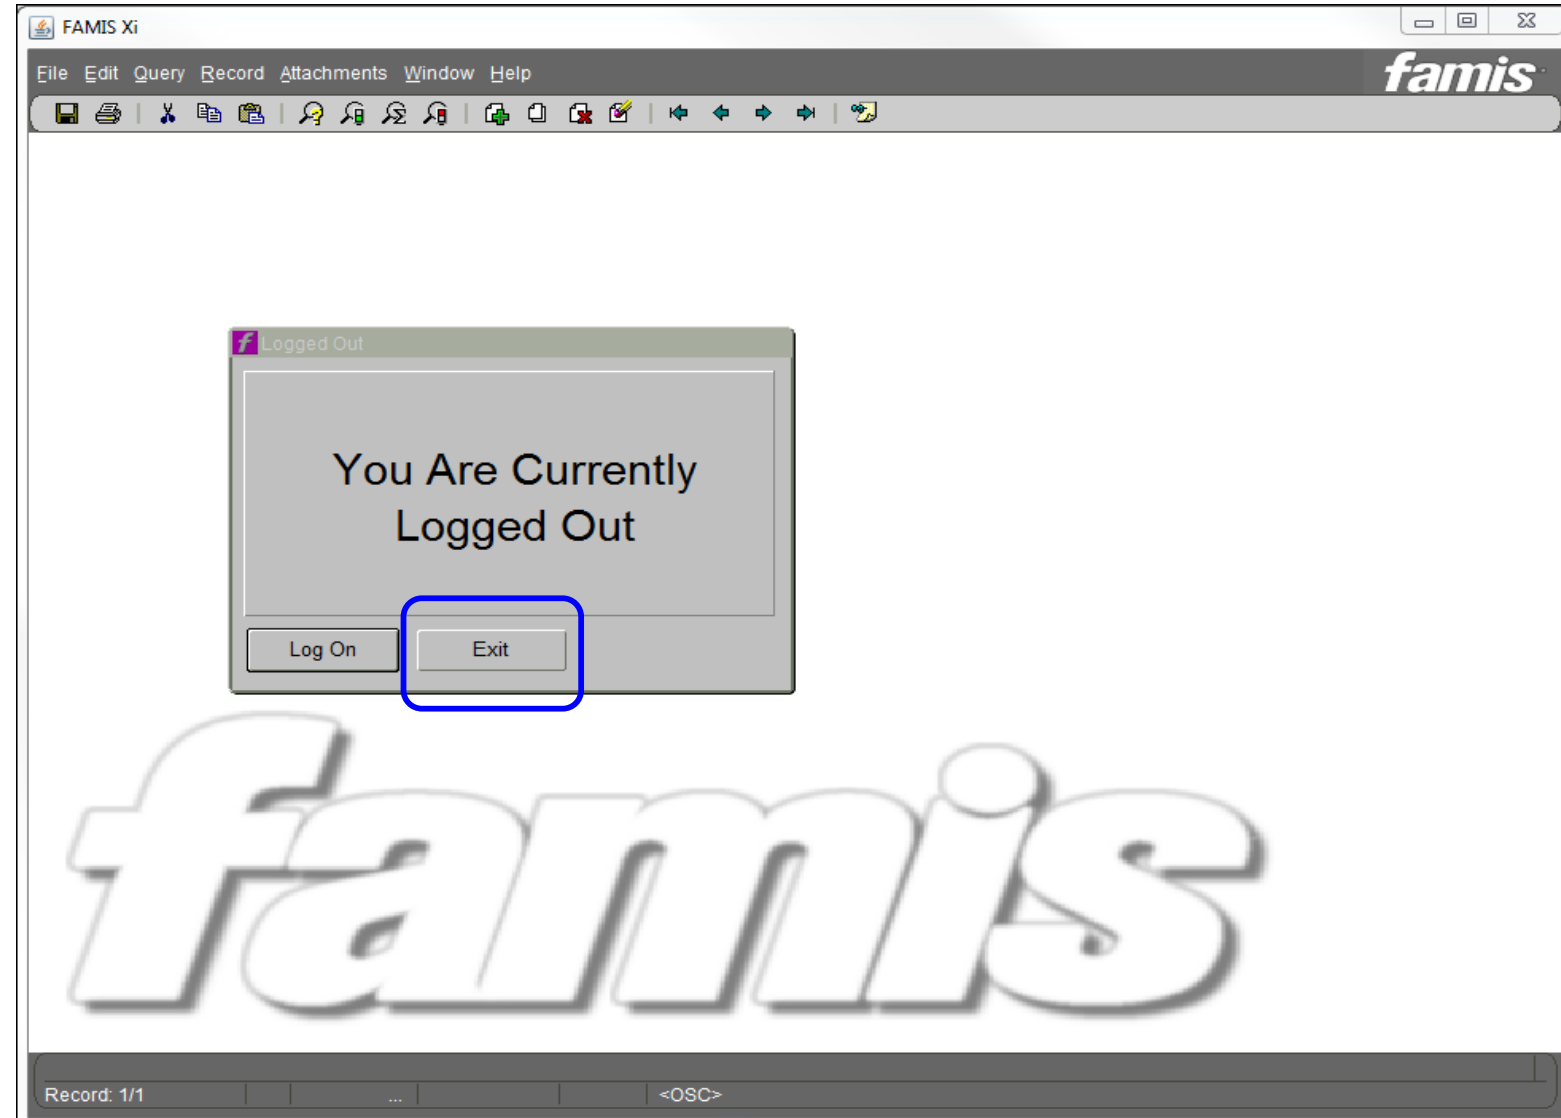 FAMIS Xi
File Edit Query Record Attachments Window Help
famis
Logged Out
You Are Currently
Logged Out
Log On Exit
famis
Record: 1/1 ... <OSC>